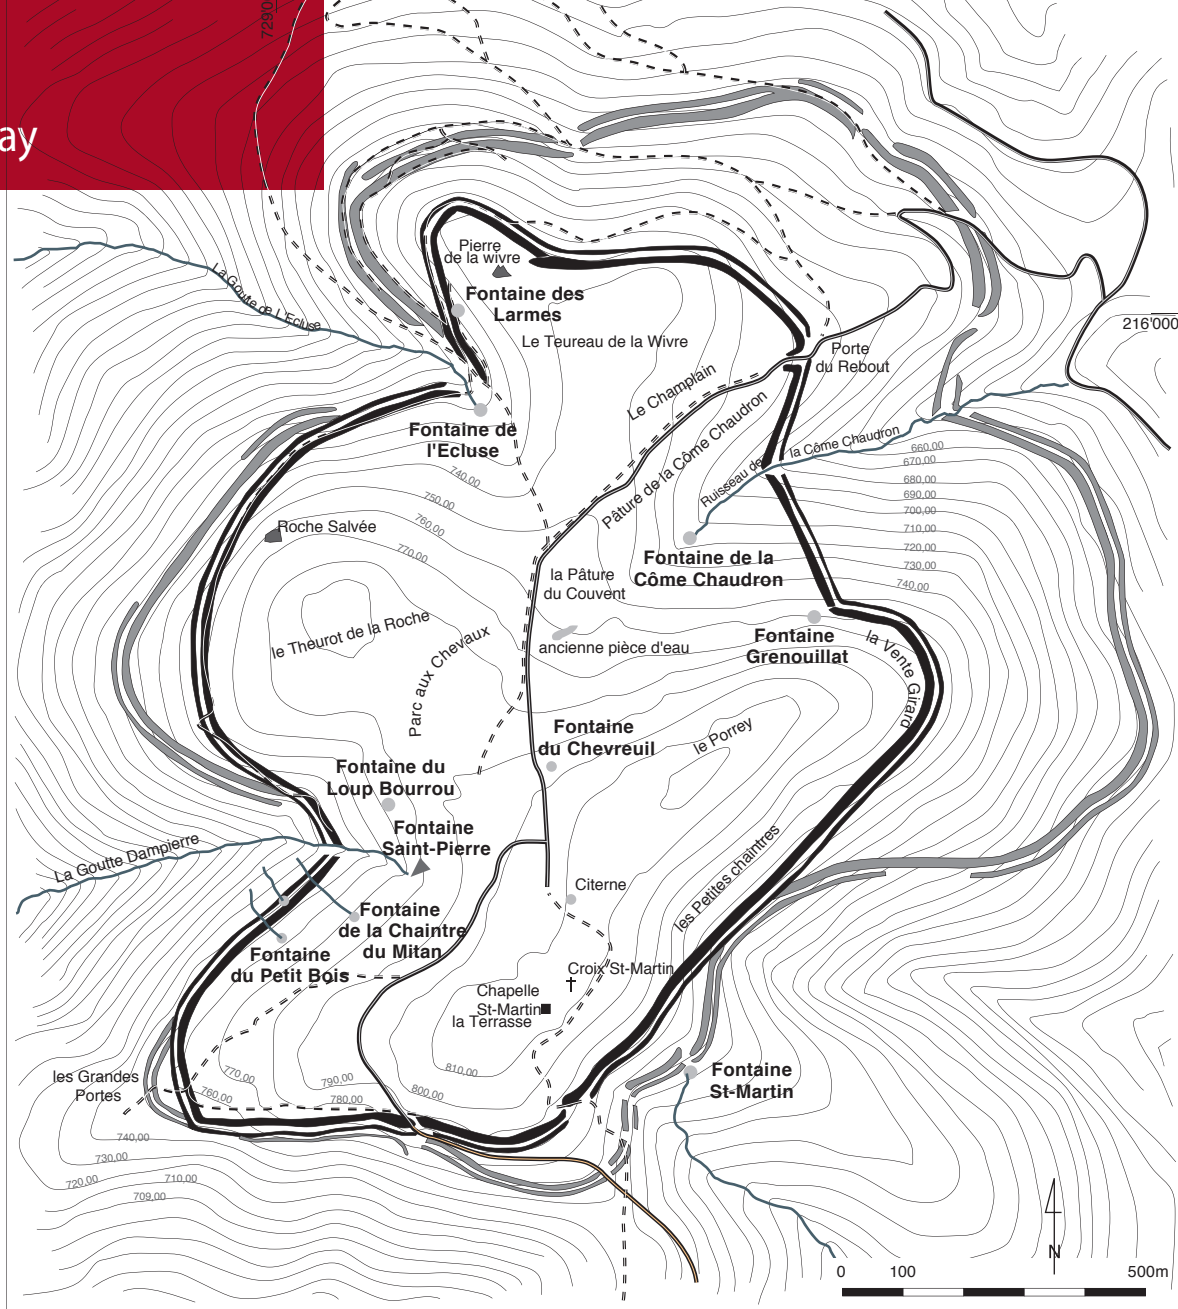 729'0
ay
Pierre
de la wivre
Fontaine des
Larmes
La Goute de L'Ecluse
Le Teureau de la Wivre
216'000
Porte
du Rebout
Le Champlain
Fontaine de
l'Ecluse
Pâture de la Côme Chaudron
Ruisseau de la Côme Chaudron
660,00
670,00
680,00
690,00
700,00
710,00
720,00
730,00
740,00
740,00
750,00
760,00
770,00
Roche Salvée
Fontaine de la
Côme Chaudron
la Pâture
du Couvent
le Theurot de la Roche
Parc aux Chevaux
ancienne pièce d'eau
Fontaine
Grenouillat
la Vente Girard
Fontaine
du Chevreuil
le Porrey
Fontaine du
Loup Bourrou
Fontaine
Saint-Pierre
La Goutte Dampierre
les Petites chaintres
Citerne
Fontaine
de la Chaintre
du Mitan
Fontaine
du Petit Bois
Croix St-Martin
Chapelle
St-Martin
la Terrasse
les Grandes
Portes
770,00
760,00
790,00
780,00
800,00
810,00
Fontaine
St-Martin
740,00
730,00
720,00
710,00
709,00
N
0 100 500m